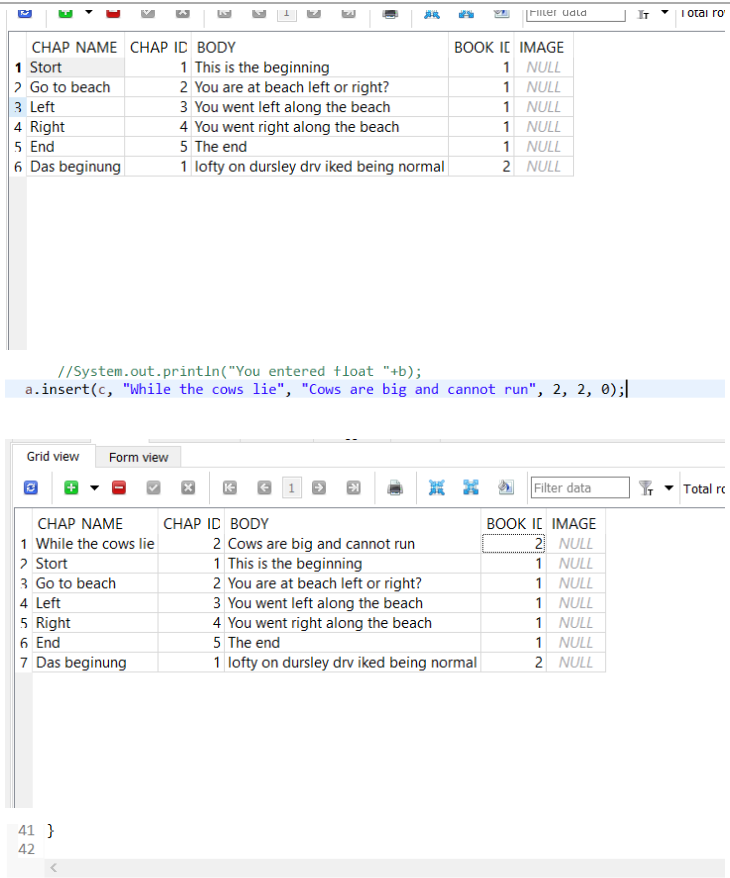 1 Filter data Total ro
CHAP NAME CHAP ID BODY BOOK IE IMAGE
1 Stort 1 This is the beginning 1 NULL
2 Go to beach 2 You are at beach left or right? 1 NULL
3 Left 3 You went left along the beach 1 NULL
4 Right 4 You went right along the beach 1 NULL
5 End 5 The end 1 NULL
6 Das beginung 1 lofty on dursley drv iked being normal 2 NULL
//System.out.println("You entered float "+b);
a.insert(c, "While the cows lie", "Cows are big and cannot run", 2, 2, 0);
Grid view Form view
1 Filter data Total ro
CHAP NAME CHAP ID BODY BOOK IE IMAGE
1 While the cows lie 2 Cows are big and cannot run 2 NULL
2 Stort 1 This is the beginning 1 NULL
3 Go to beach 2 You are at beach left or right? 1 NULL
4 Left 3 You went left along the beach 1 NULL
5 Right 4 You went right along the beach 1 NULL
6 End 5 The end 1 NULL
7 Das beginung 1 lofty on dursley drv iked being normal 2 NULL
41 }
42